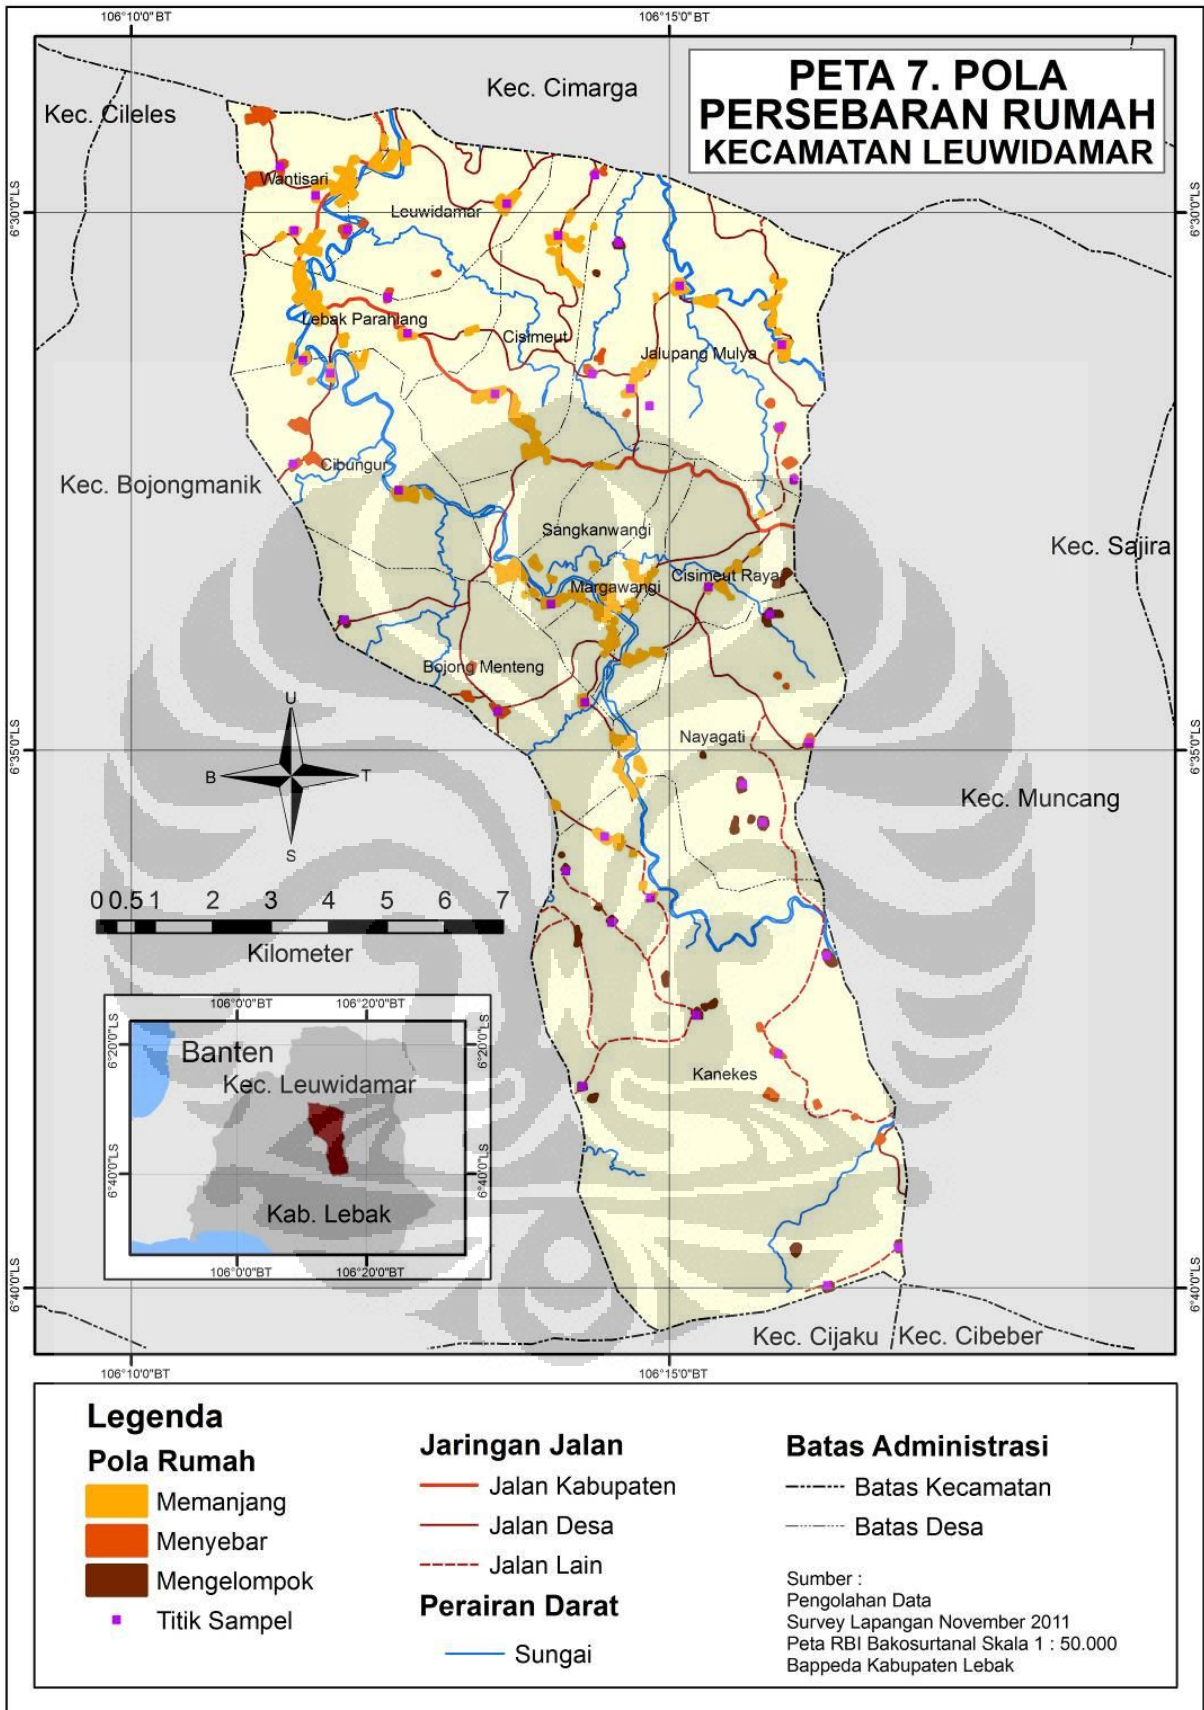 106°10'0"BT
106°15'0"BT
PETA 7. POLA
PERSEBARAN RUMAH
KECAMATAN LEUWIDAMAR
Kec. Cimarga
Kec. Cileles
Wantisari
Leuwidamar
6°30'0"LS
6°30'0"LS
Lebak Parahiang
Cisimeut
Jalupang Mulya
Cibungur
Kec. Bojongmanik
Sangkanwangi
Kec. Sajira
Cisimeut Raya
Margawangi
Bojong Menteng
U
B
T
S
Nayagati
6°35'0"LS
6°35'0"LS
Kec. Muncang
0 0.5 1 2 3 4 5 6 7
Kilometer
106°0'0"BT
106°20'0"BT
6°20'0"LS
6°20'0"LS
Banten
Kec. Leuwidamar
6°40'0"LS
6°40'0"LS
Kab. Lebak
106°0'0"BT
106°20'0"BT
Kanekes
6°40'0"LS
6°40'0"LS
Kec. Cijaku
Kec. Cibeber
106°10'0"BT
106°15'0"BT
Legenda
Pola Rumah
Memanjang
Menyebar
Mengelompok
Titik Sampel
Jaringan Jalan
Jalan Kabupaten
Jalan Desa
Jalan Lain
Perairan Darat
Sungai
Batas Administrasi
Batas Kecamatan
Batas Desa
Sumber :
Pengolahan Data
Survey Lapangan November 2011
Peta RBI Bakosurtanal Skala 1 : 50.000
Bappeda Kabupaten Lebak